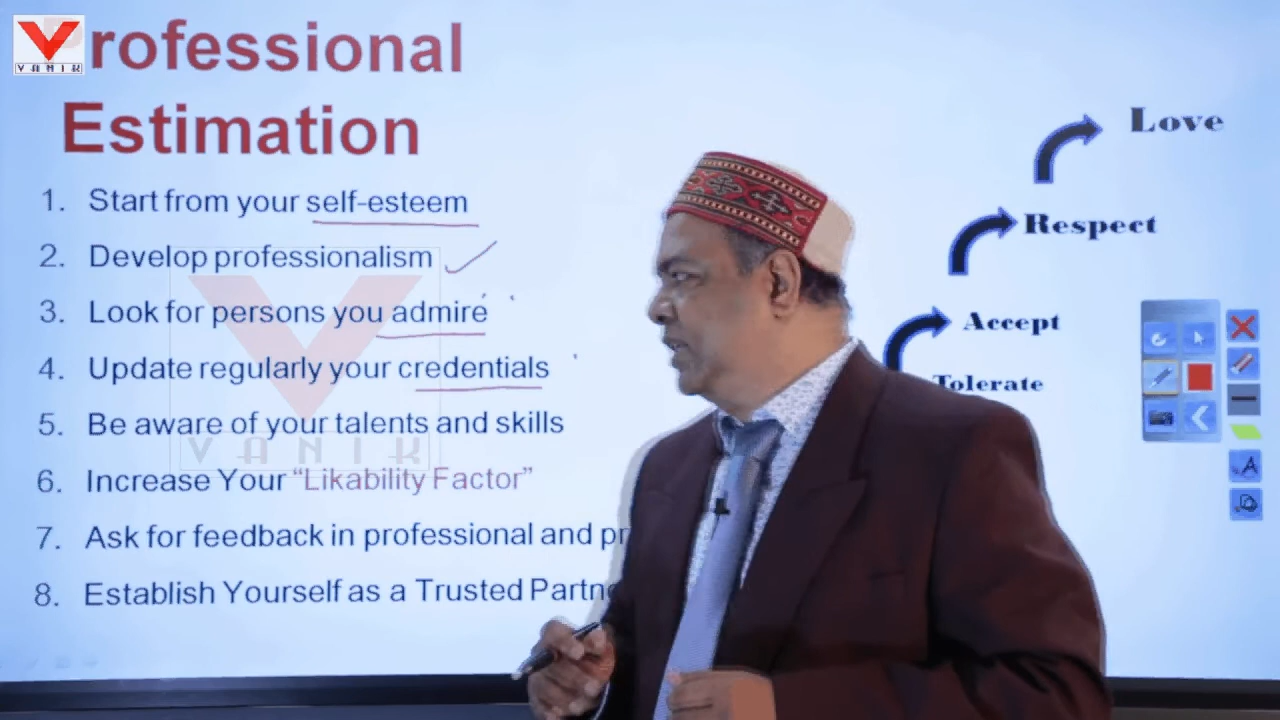 VANIK
Professional
Estimation
1. Start from your self-esteem
2. Develop professionalism
3. Look for persons you admire
4. Update regularly your credentials
5. Be aware of your talents and skills
VANIK
6. Increase Your “Likability Factor”
7. Ask for feedback in professional and
8. Establish Yourself as a Trusted
Love
Respect
Accept
Tolerate